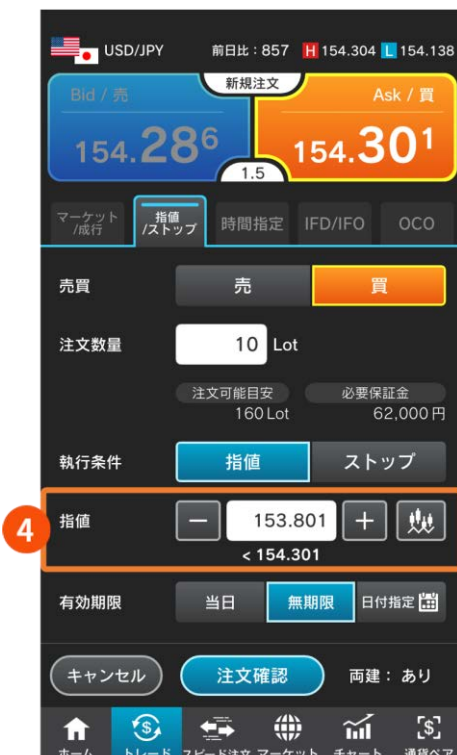 USD/JPY 前日比：857 H 154.304 L 154.138
新規注文
Bid / 売 Ask / 買
154.286 154.301
1.5
マーケット/成行 指値/ストップ 時間指定 IFD/IFO OCO
売買 売 買
注文数量 10 Lot
注文可能目安 必要保証金
160 Lot 62,000 円
執行条件 指値 ストップ
4 指値 － 153.801 ＋
< 154.301
有効期限 当日 無期限 日付指定
キャンセル 注文確認 両建： あり
ホーム トレード スピード注文 マーケット チャート 通貨ペア